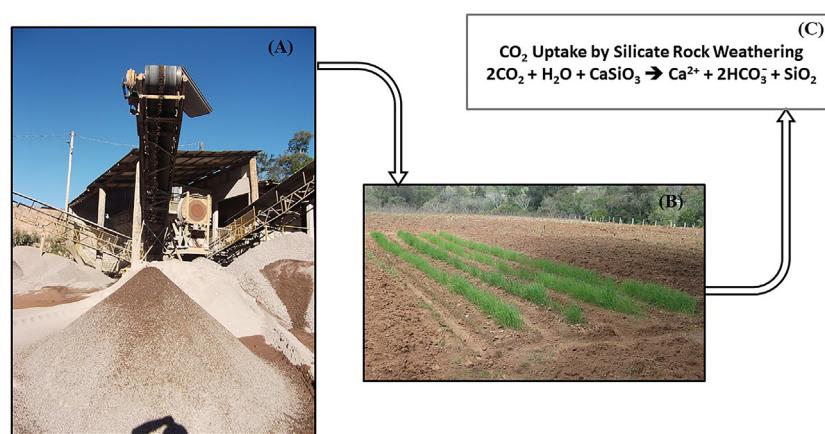 (A)
(B)
(C)
CO₂ Uptake by Silicate Rock Weathering
2CO₂ + H₂O + CaSiO₃ ➔ Ca²⁺ + 2HCO₃⁻ + SiO₂